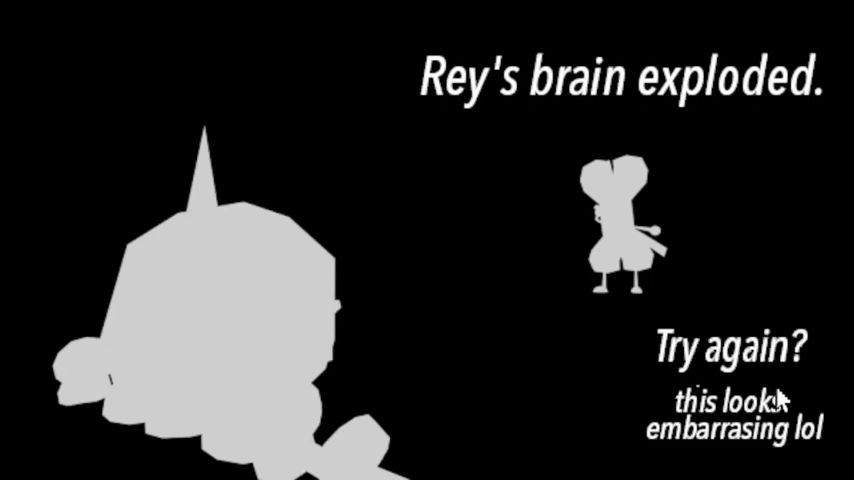 Rey's brain exploded.
Try again?
this looks
embarrasing lol